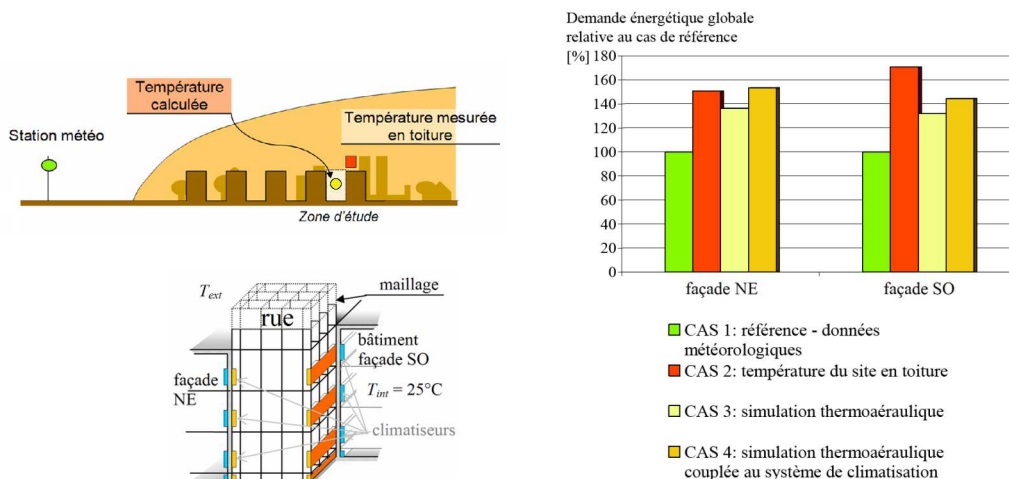 Température
calculée
Température mesurée
en toiture
Station météo
Zone d'étude
T_ext
maillage
rue
bâtiment
façade SO
façade
NE
T_int = 25°C
climatiseurs
Demande énergétique globale
relative au cas de référence
[%]
180
160
140
120
100
80
60
40
20
0
façade NE
façade SO
CAS 1: référence - données
météorologiques
CAS 2: température du site en toiture
CAS 3: simulation thermoaéraulique
CAS 4: simulation thermoaéraulique
couplée au système de climatisation